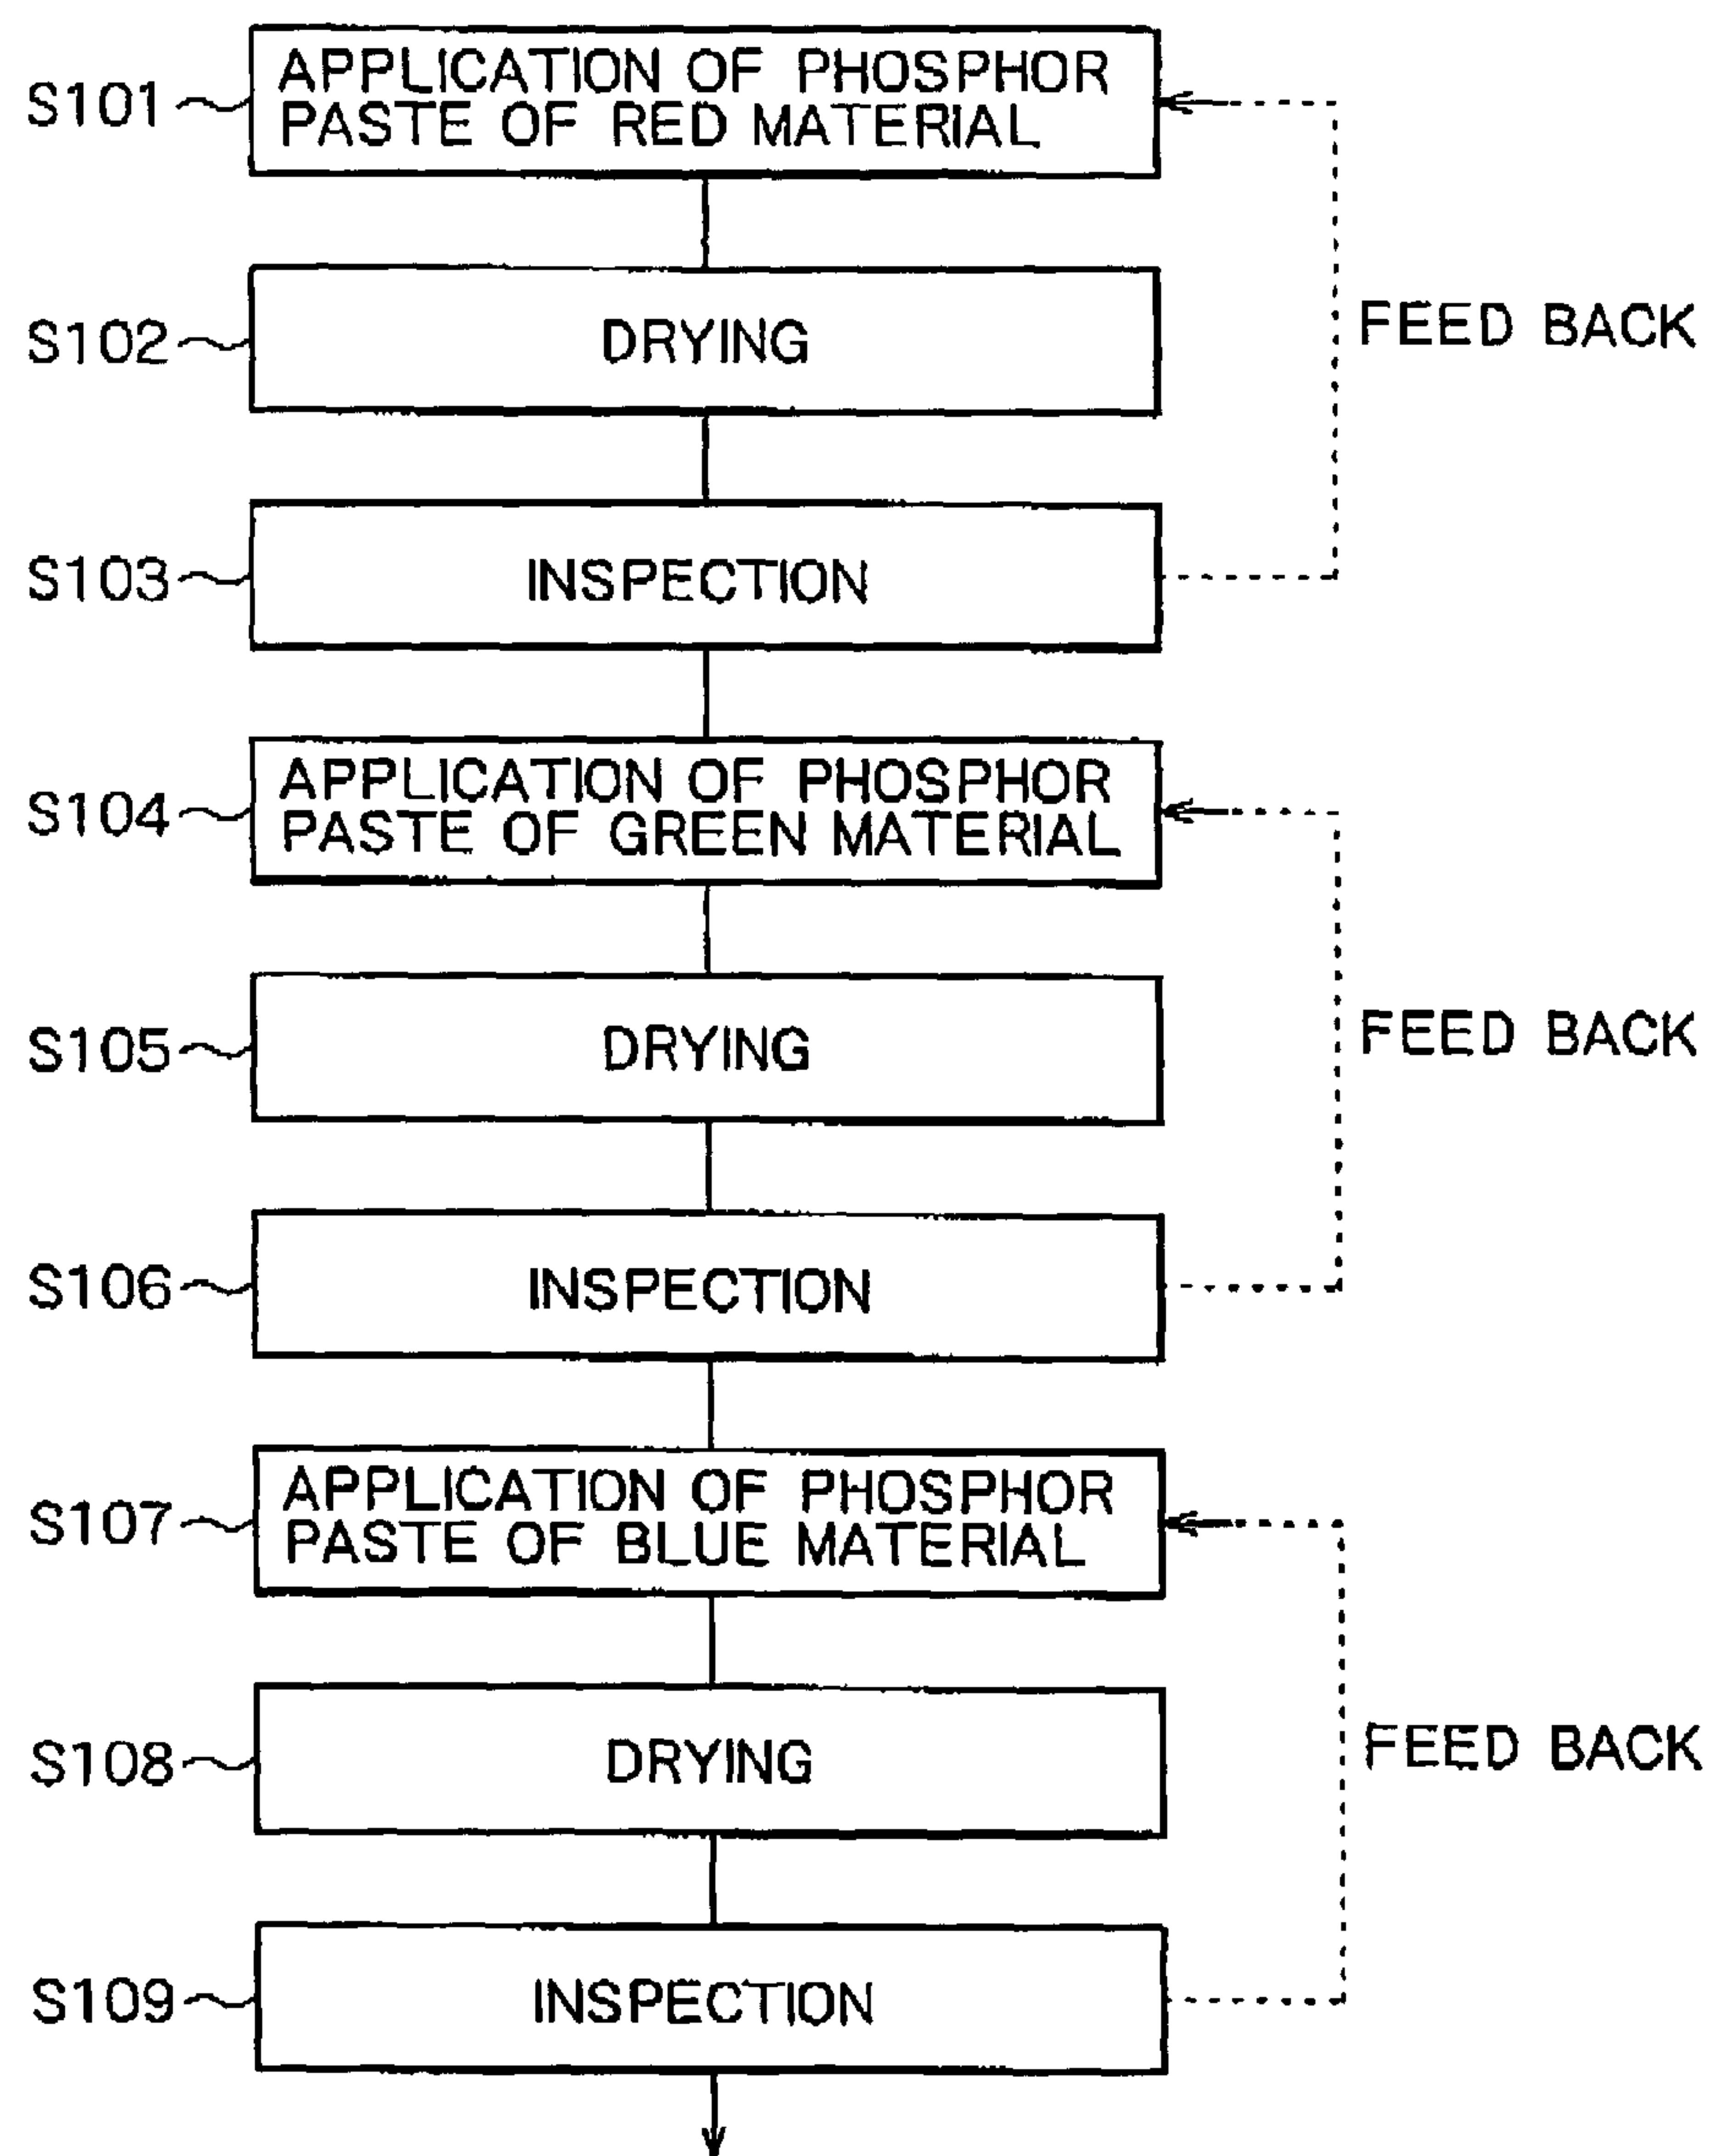 S101
APPLICATION OF PHOSPHOR
PASTE OF RED MATERIAL
S102
DRYING
FEED BACK
S103
INSPECTION
S104
APPLICATION OF PHOSPHOR
PASTE OF GREEN MATERIAL
S105
DRYING
FEED BACK
S106
INSPECTION
S107
APPLICATION OF PHOSPHOR
PASTE OF BLUE MATERIAL
S108
DRYING
FEED BACK
S109
INSPECTION